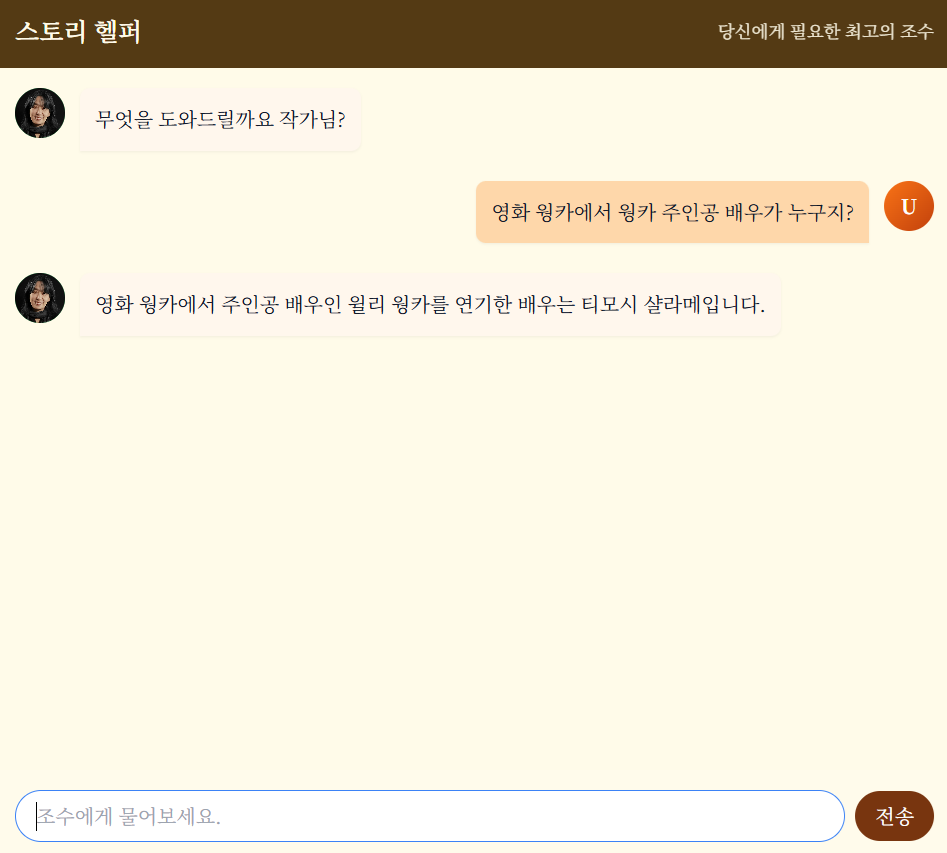 스토리 헬퍼
당신에게 필요한 최고의 조수
무엇을 도와드릴까요 작가님?
영화 웡카에서 웡카 주인공 배우가 누구지?
U
영화 웡카에서 주인공 배우인 윌리 웡카를 연기한 배우는 티모시 샬라메입니다.
조수에게 물어보세요.
전송